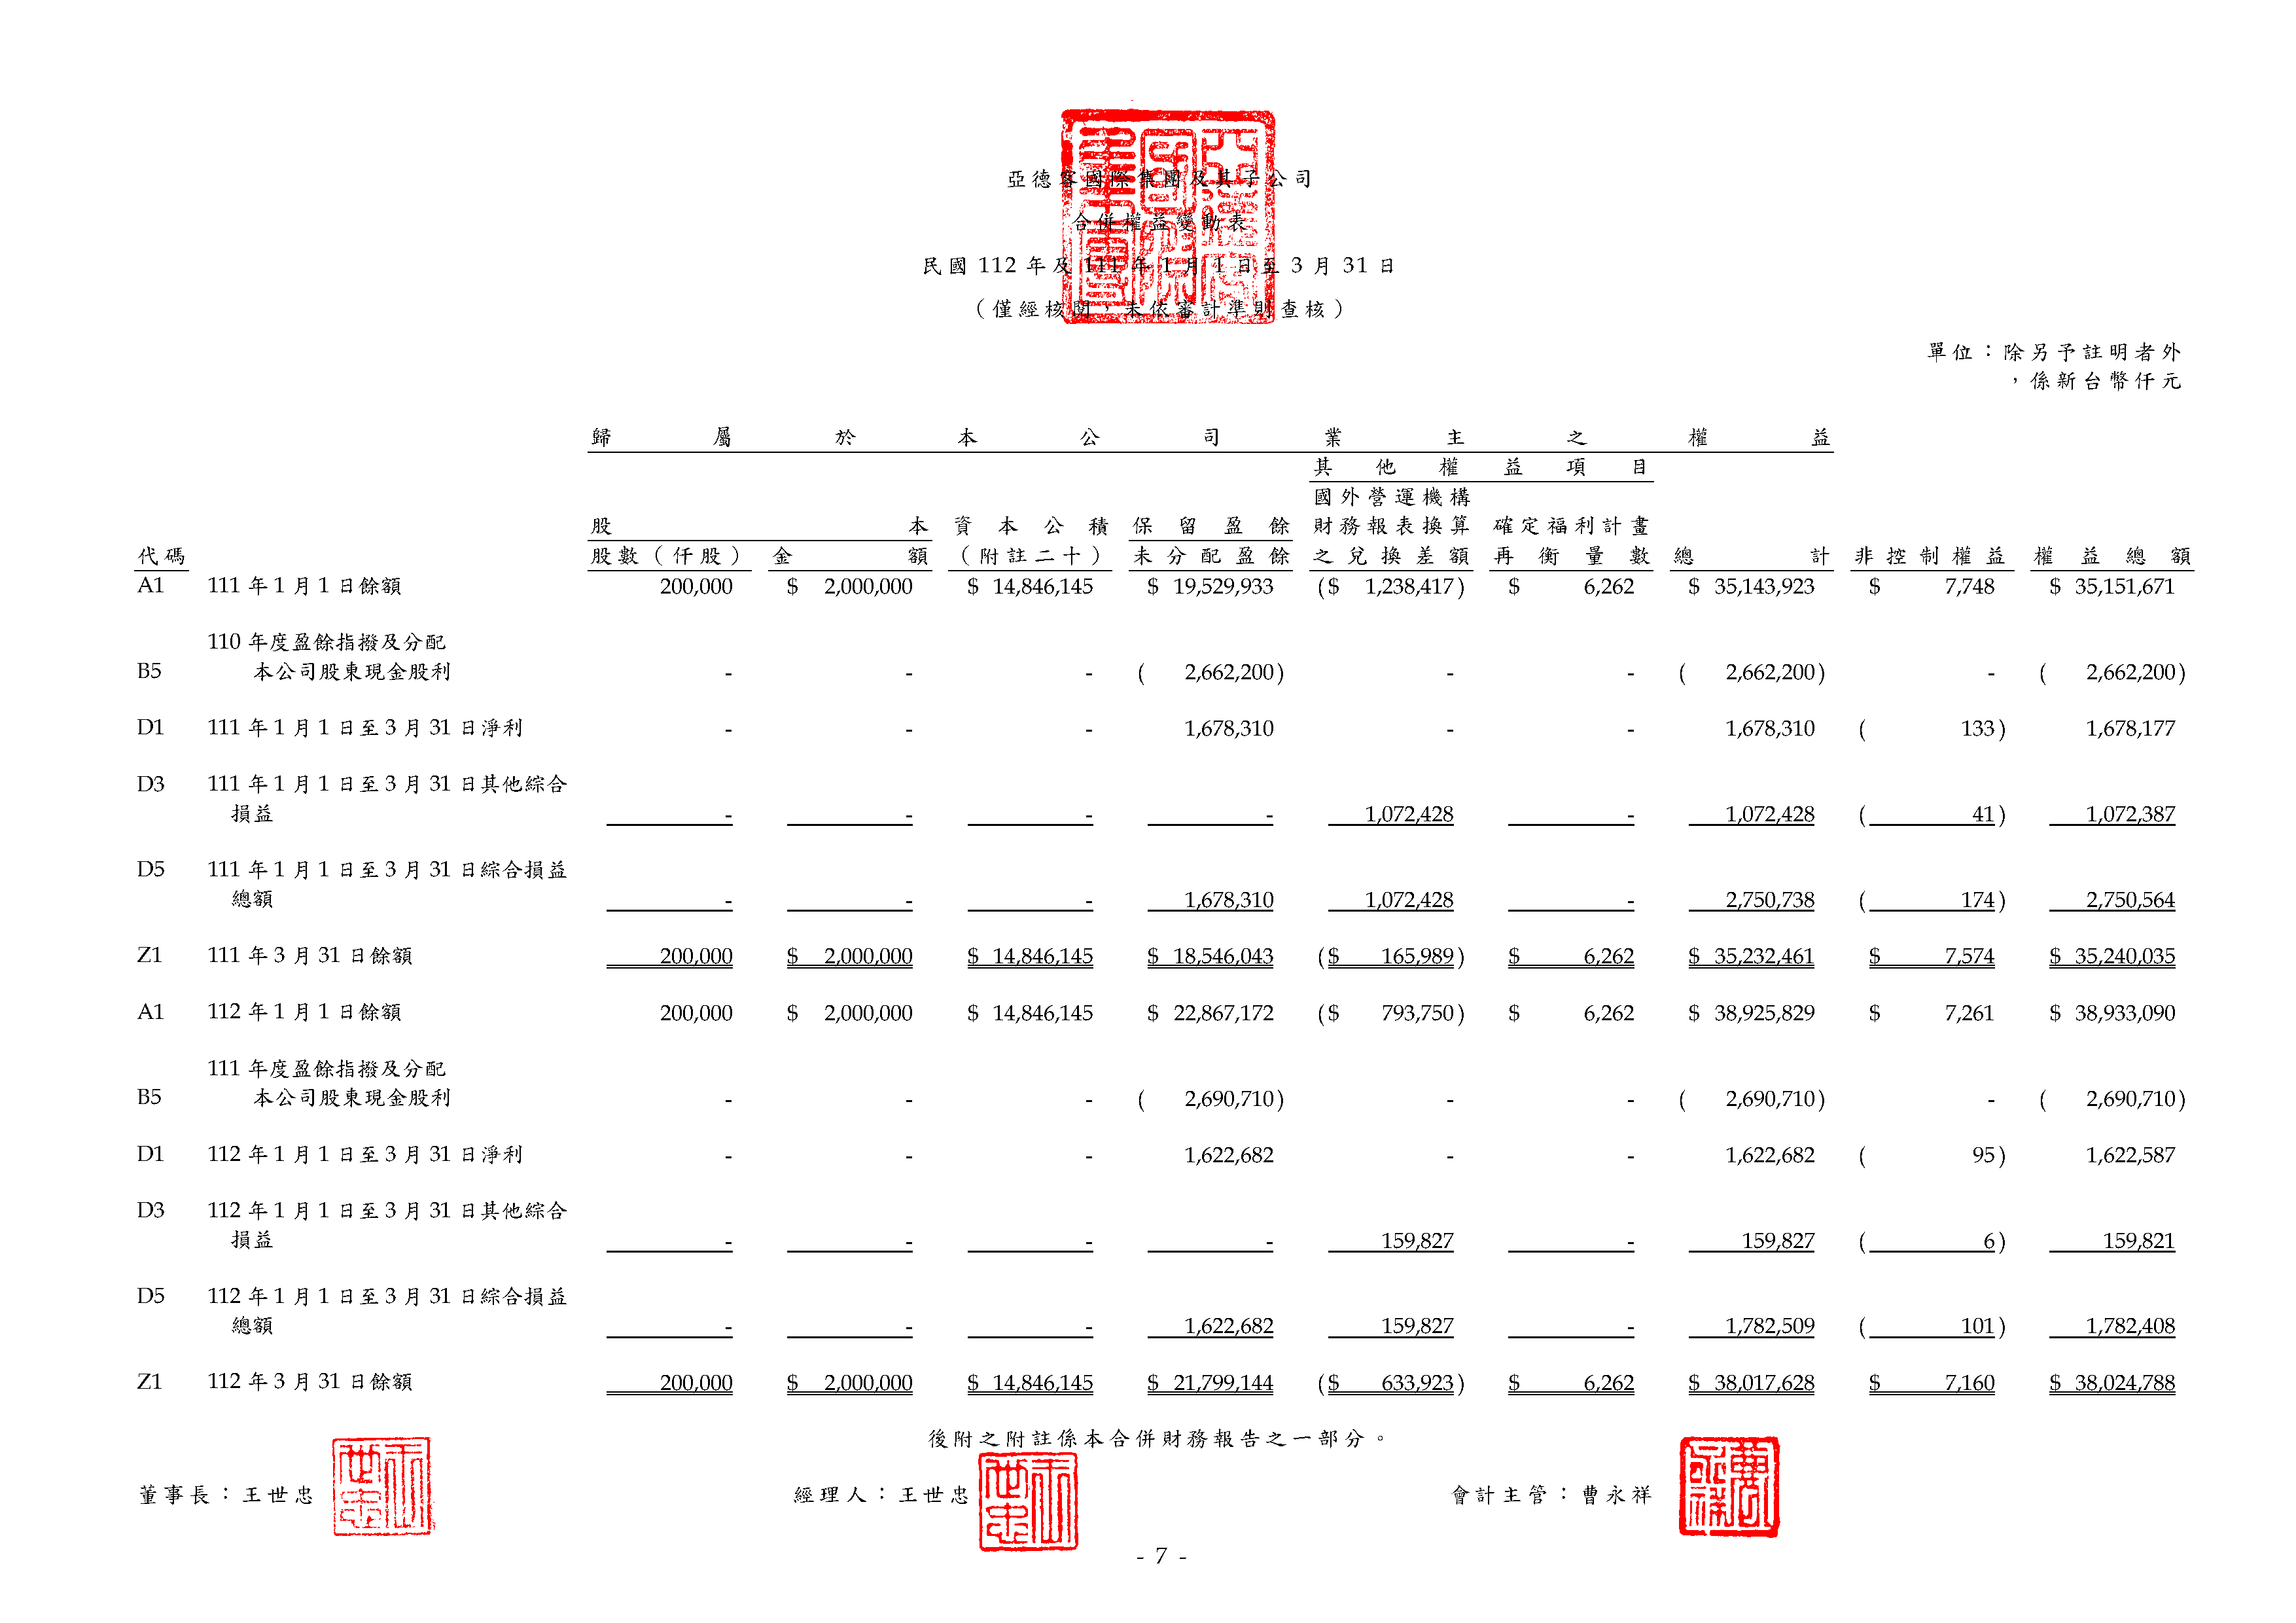 亞德客國際集團及其子公司
合併權益變動表
民國 112 年及 111 年 1 月 1 日至 3 月 31 日
（僅經核閱，未依審計準則查核）
單位：除另予註明者外
，係新台幣仟元
歸屬於本公司業主之權益
其他權益項目
國外營運機構
股本 資本公積 保留盈餘 財務報表換算 確定福利計畫
代碼 股數（仟股） 金額 （附註二十） 未分配盈餘 之兌換差額 再衡量數 總計 非控制權益 權益總額
A1 111 年 1 月 1 日餘額 200,000 $ 2,000,000 $ 14,846,145 $ 19,529,933 ($ 1,238,417) $ 6,262 $ 35,143,923 $ 7,748 $ 35,151,671
110 年度盈餘指撥及分配
B5 本公司股東現金股利 - - - ( 2,662,200) - - ( 2,662,200) - ( 2,662,200)
D1 111 年 1 月 1 日至 3 月 31 日淨利 - - - 1,678,310 - - 1,678,310 ( 133) 1,678,177
D3 111 年 1 月 1 日至 3 月 31 日其他綜合
損益 - - - - 1,072,428 - 1,072,428 ( 41) 1,072,387
D5 111 年 1 月 1 日至 3 月 31 日綜合損益
總額 - - - 1,678,310 1,072,428 - 2,750,738 ( 174) 2,750,564
Z1 111 年 3 月 31 日餘額 200,000 $ 2,000,000 $ 14,846,145 $ 18,546,043 ($ 165,989) $ 6,262 $ 35,232,461 $ 7,574 $ 35,240,035
A1 112 年 1 月 1 日餘額 200,000 $ 2,000,000 $ 14,846,145 $ 22,867,172 ($ 793,750) $ 6,262 $ 38,925,829 $ 7,261 $ 38,933,090
111 年度盈餘指撥及分配
B5 本公司股東現金股利 - - - ( 2,690,710) - - ( 2,690,710) - ( 2,690,710)
D1 112 年 1 月 1 日至 3 月 31 日淨利 - - - 1,622,682 - - 1,622,682 ( 95) 1,622,587
D3 112 年 1 月 1 日至 3 月 31 日其他綜合
損益 - - - - 159,827 - 159,827 ( 6) 159,821
D5 112 年 1 月 1 日至 3 月 31 日綜合損益
總額 - - - 1,622,682 159,827 - 1,782,509 ( 101) 1,782,408
Z1 112 年 3 月 31 日餘額 200,000 $ 2,000,000 $ 14,846,145 $ 21,799,144 ($ 633,923) $ 6,262 $ 38,017,628 $ 7,160 $ 38,024,788
後附之附註係本合併財務報告之一部分。
董事長：王世忠 經理人：王世忠 會計主管：曹永祥
- 7 -